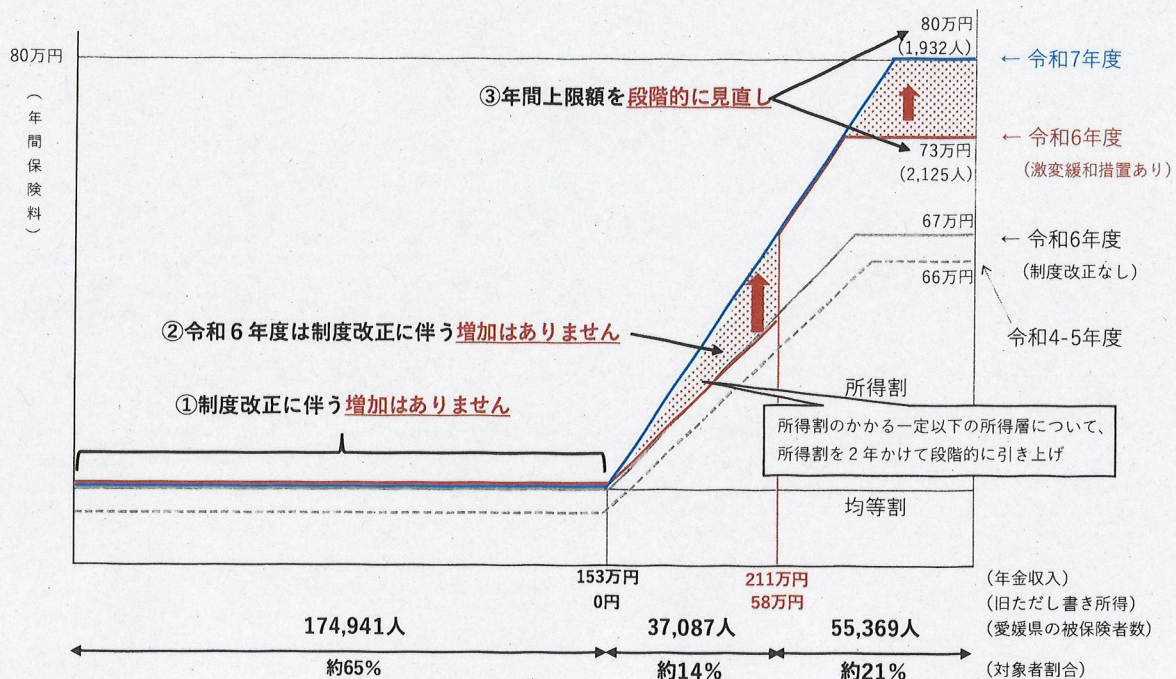 80万円
(1,932人)
80万円
← 令和7年度
(年間保険料)
③年間上限額を段階的に見直し
← 令和6年度
(激変緩和措置あり)
73万円
(2,125人)
67万円
← 令和6年度
(制度改正なし)
66万円
令和4-5年度
②令和6年度は制度改正に伴う増加はありません
①制度改正に伴う増加はありません
所得割
所得割のかかる一定以下の所得層について、
所得割を2年かけて段階的に引き上げ
均等割
153万円
211万円
(年金収入)
0円
58万円
(旧ただし書き所得)
174,941人
37,087人
55,369人
(愛媛県の被保険者数)
約65%
約14%
約21%
(対象者割合)